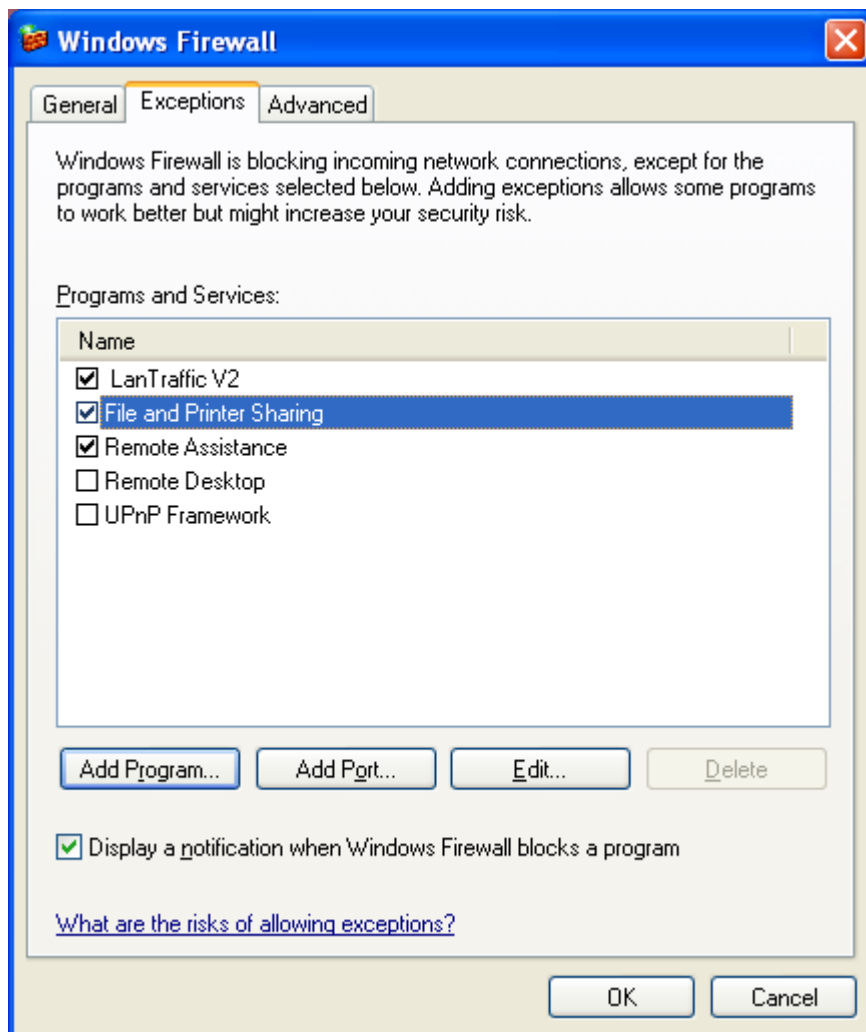 Windows Firewall
General Exceptions Advanced
Windows Firewall is blocking incoming network connections, except for the
programs and services selected below. Adding exceptions allows some programs
to work better but might increase your security risk.
Programs and Services:
Name
LanTraffic V2
File and Printer Sharing
Remote Assistance
Remote Desktop
UPnP Framework
Add Program... Add Port... Edit... Delete
Display a notification when Windows Firewall blocks a program
What are the risks of allowing exceptions?
OK Cancel